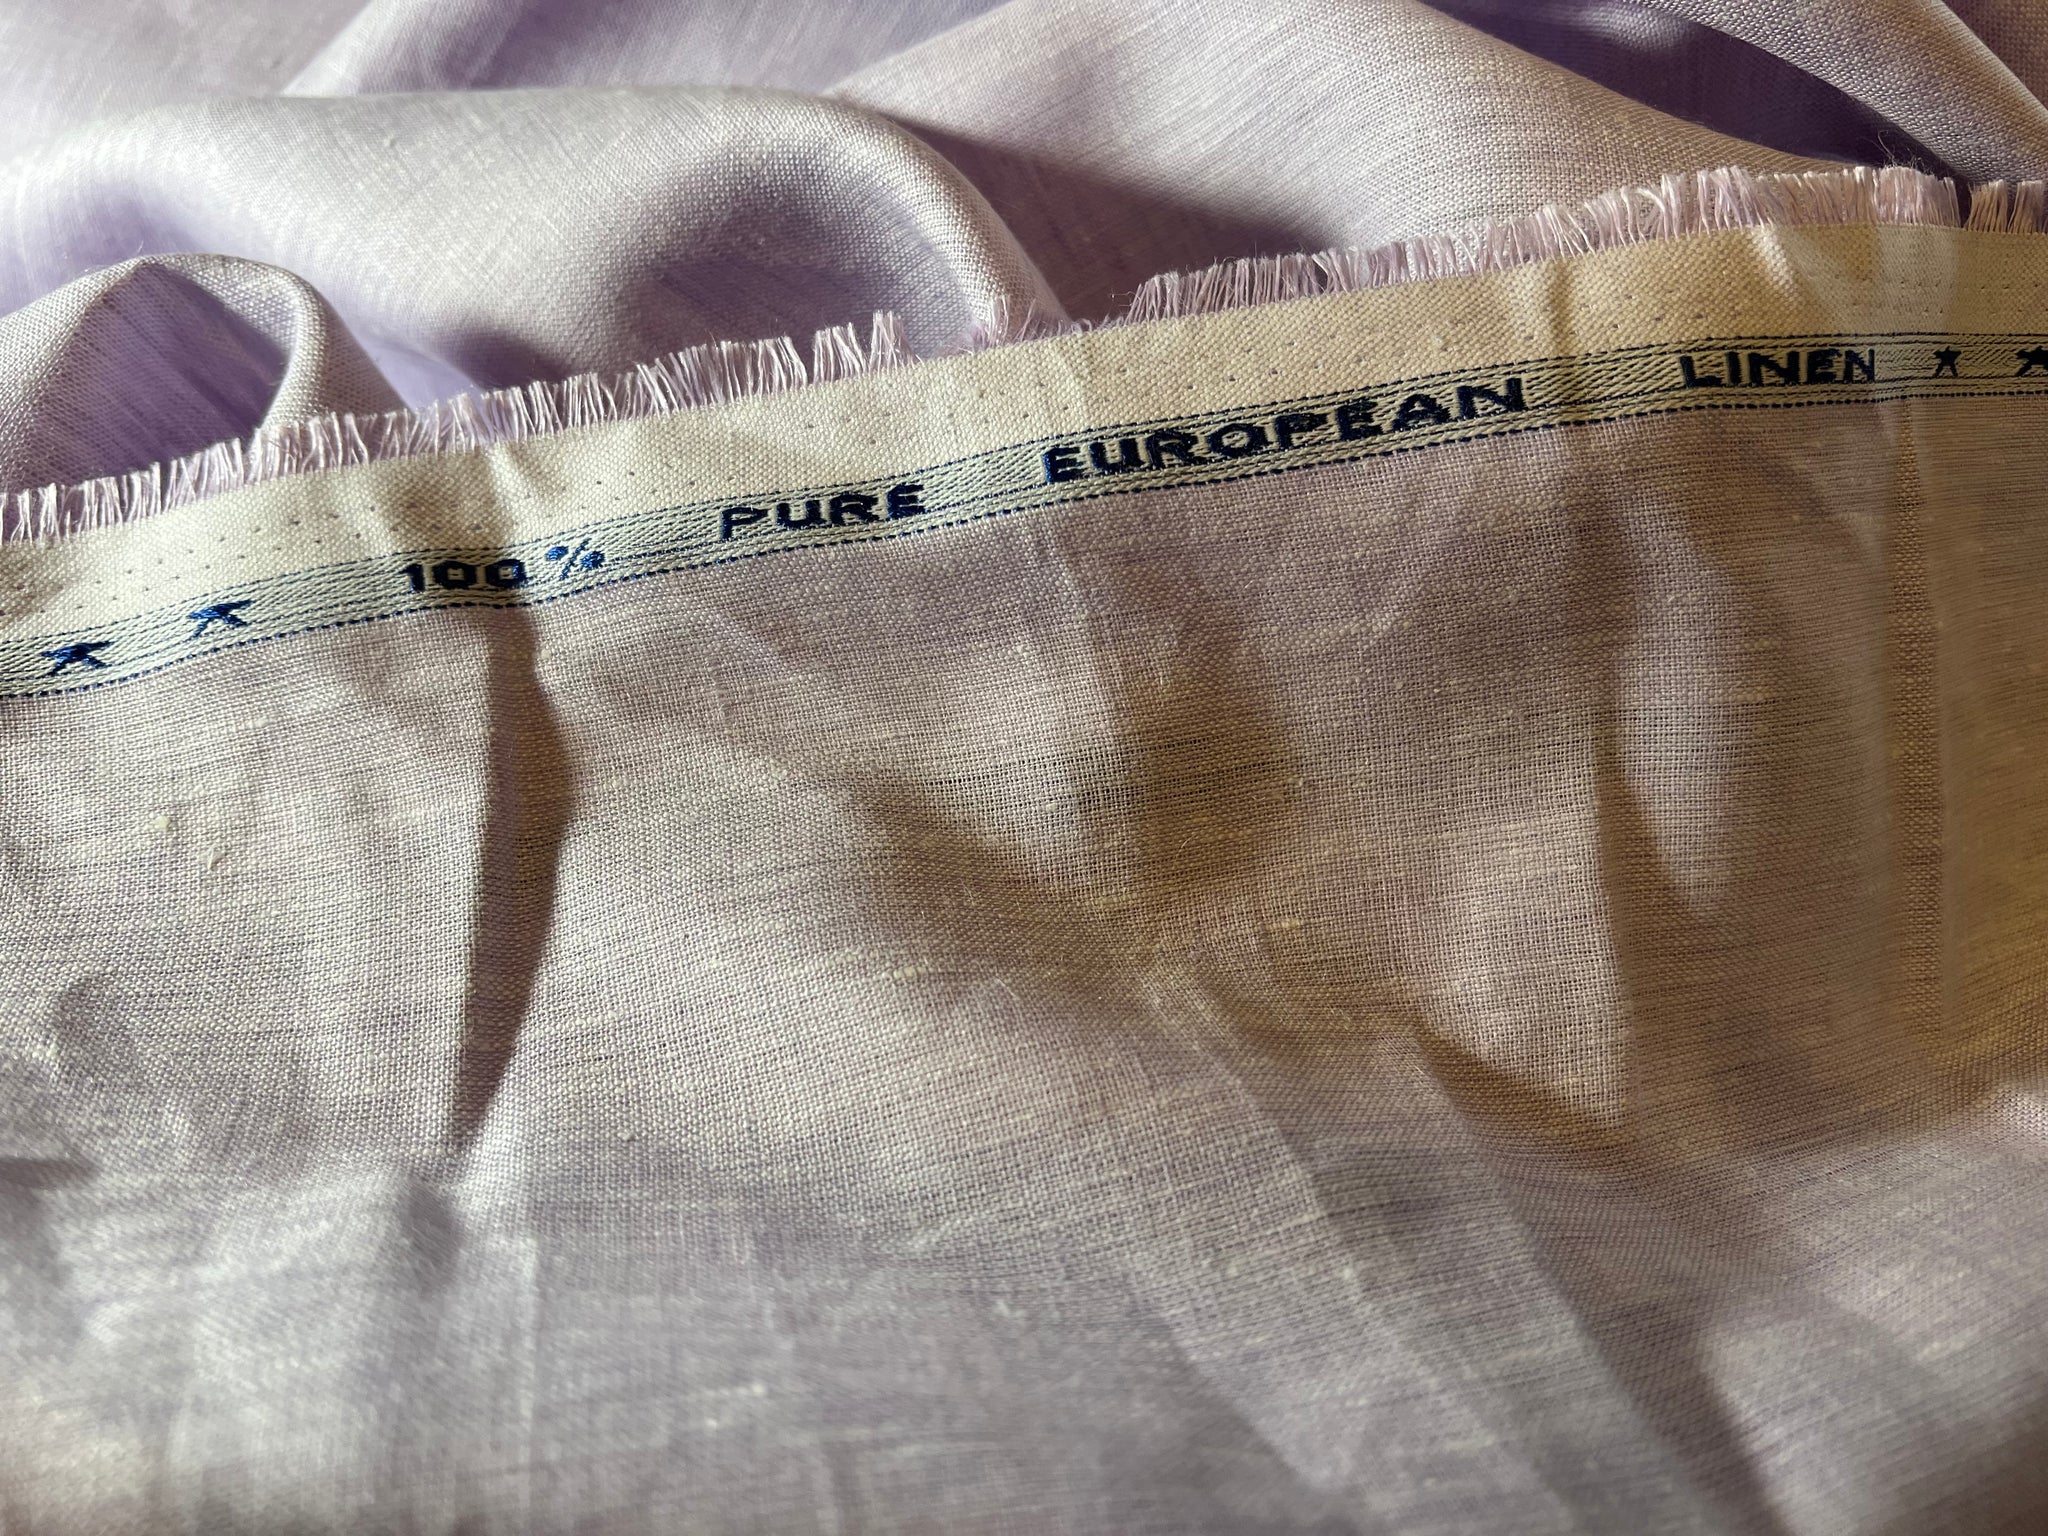 ★ ★ 100% PURE EUROPEAN LINEN ★ ★